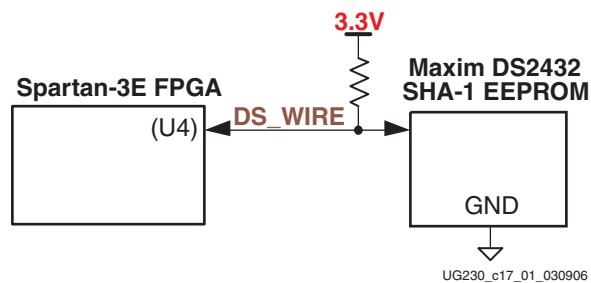 3.3V
Spartan-3E FPGA
Maxim DS2432
SHA-1 EEPROM
(U4)
DS_WIRE
GND
UG230_c17_01_030906